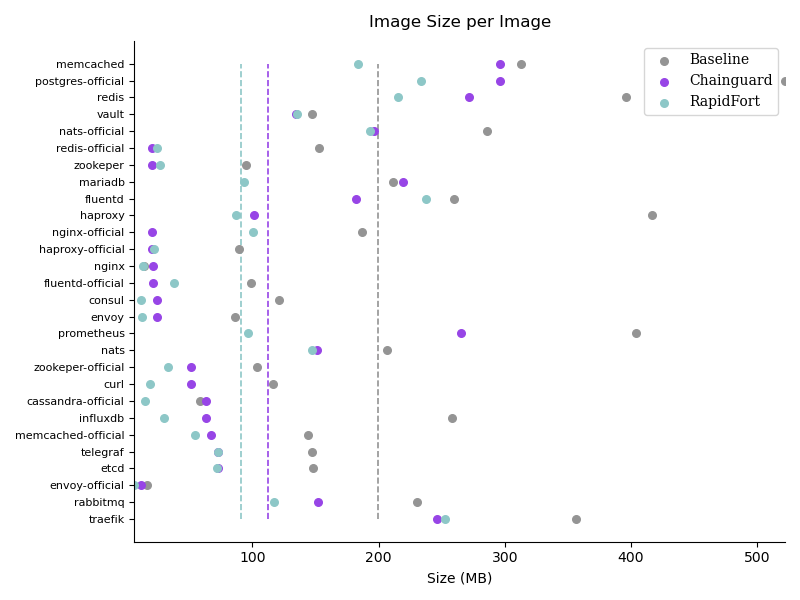 Image Size per Image
Baseline
Chainguard
RapidFort
memcached
postgres-official
redis
vault
nats-official
redis-official
zookeper
mariadb
fluentd
haproxy
nginx-official
haproxy-official
nginx
fluentd-official
consul
envoy
prometheus
nats
zookeper-official
curl
cassandra-official
influxdb
memcached-official
telegraf
etcd
envoy-official
rabbitmq
traefik
100 200 300 400 500
Size (MB)